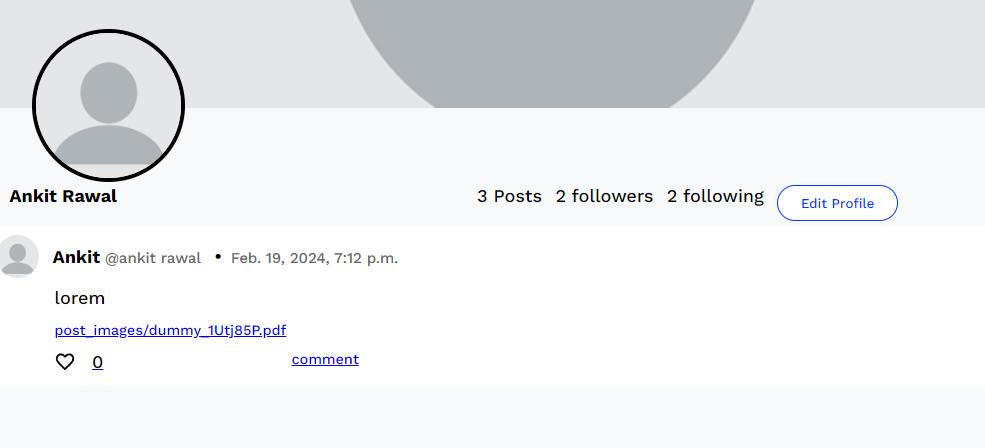 Ankit Rawal 3 Posts 2 followers 2 following Edit Profile
Ankit @ankit rawal • Feb. 19, 2024, 7:12 p.m.
lorem
post_images/dummy_1Utj85P.pdf
0 comment